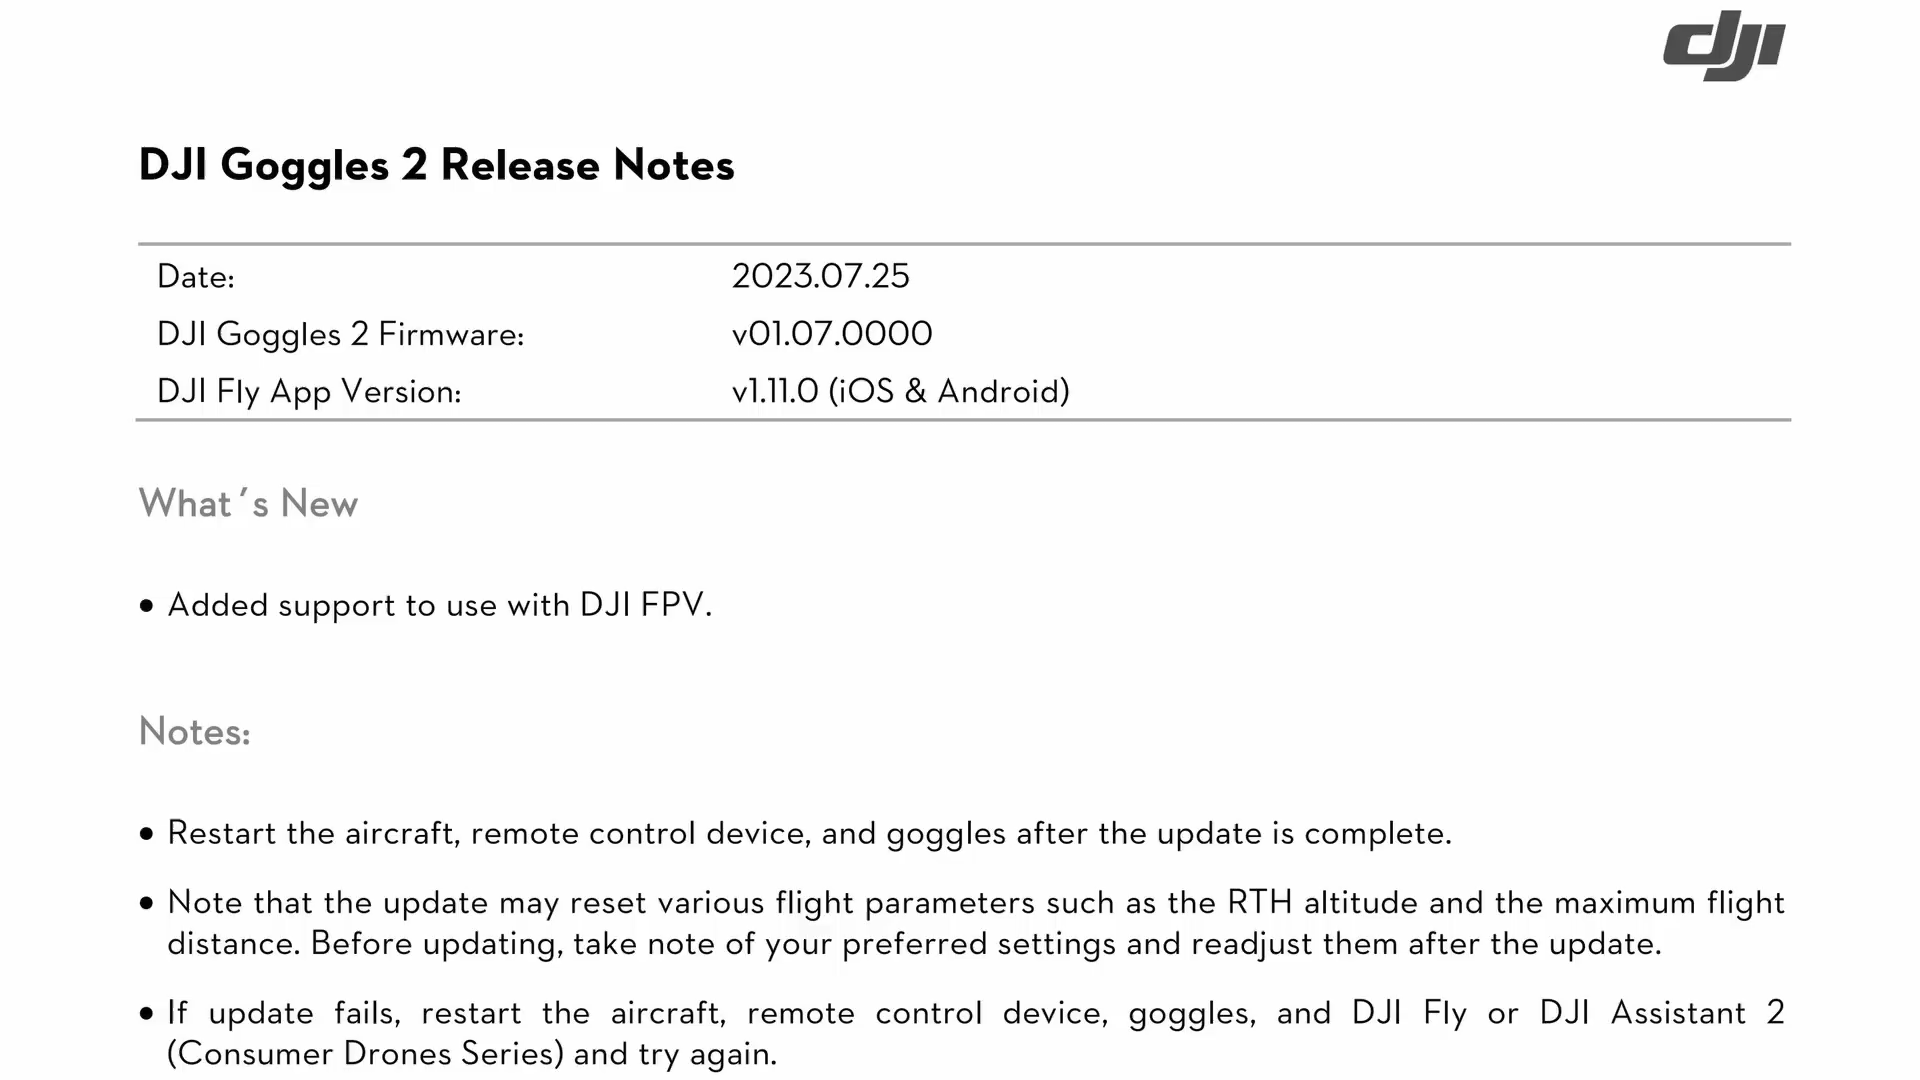 dji
DJI Goggles 2 Release Notes
Date: 2023.07.25
DJI Goggles 2 Firmware: v01.07.0000
DJI Fly App Version: v1.11.0 (iOS & Android)
What´s New
• Added support to use with DJI FPV.
Notes:
• Restart the aircraft, remote control device, and goggles after the update is complete.
• Note that the update may reset various flight parameters such as the RTH altitude and the maximum flight
distance. Before updating, take note of your preferred settings and readjust them after the update.
• If update fails, restart the aircraft, remote control device, goggles, and DJI Fly or DJI Assistant 2
(Consumer Drones Series) and try again.